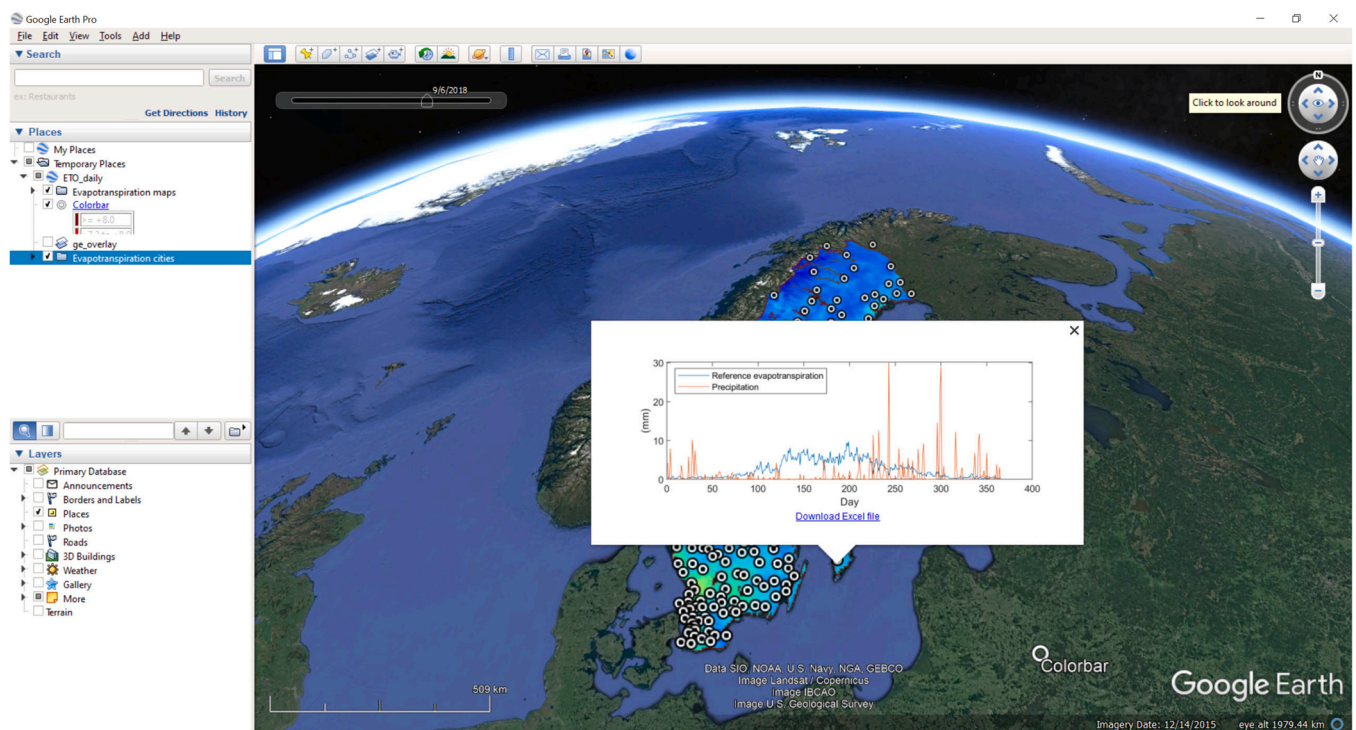 Google Earth Pro
File Edit View Tools Add Help
Search
Search
ex: Restaurants
Get Directions History
Places
My Places
Temporary Places
ETO_daily
Evapotranspiration maps
Colorbar
>= +8.0
ge_overlay
Evapotranspiration cities
Layers
Primary Database
Announcements
Borders and Labels
Places
Photos
Roads
3D Buildings
Weather
Gallery
More
Terrain
9/6/2018
Click to look around
N
30
20
10
0
(mm)
Reference evapotranspiration
Precipitation
0 50 100 150 200 250 300 350 400
Day
Download Excel file
Data SIO, NOAA, U.S. Navy, NGA, GEBCO
Image Landsat / Copernicus
Image IBCAO
Image U.S. Geological Survey
509 km
Colorbar
Google Earth
Imagery Date: 12/14/2015 eye alt 1979.44 km